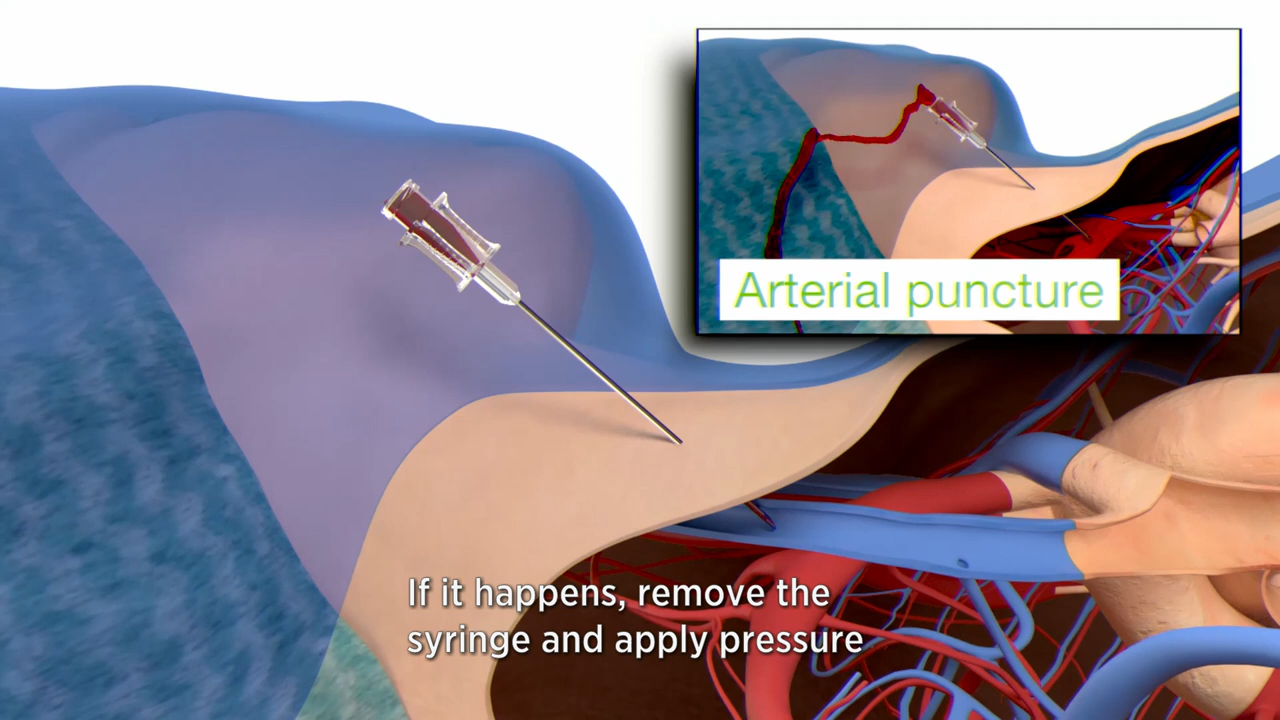 Arterial puncture
If it happens, remove the
syringe and apply pressure